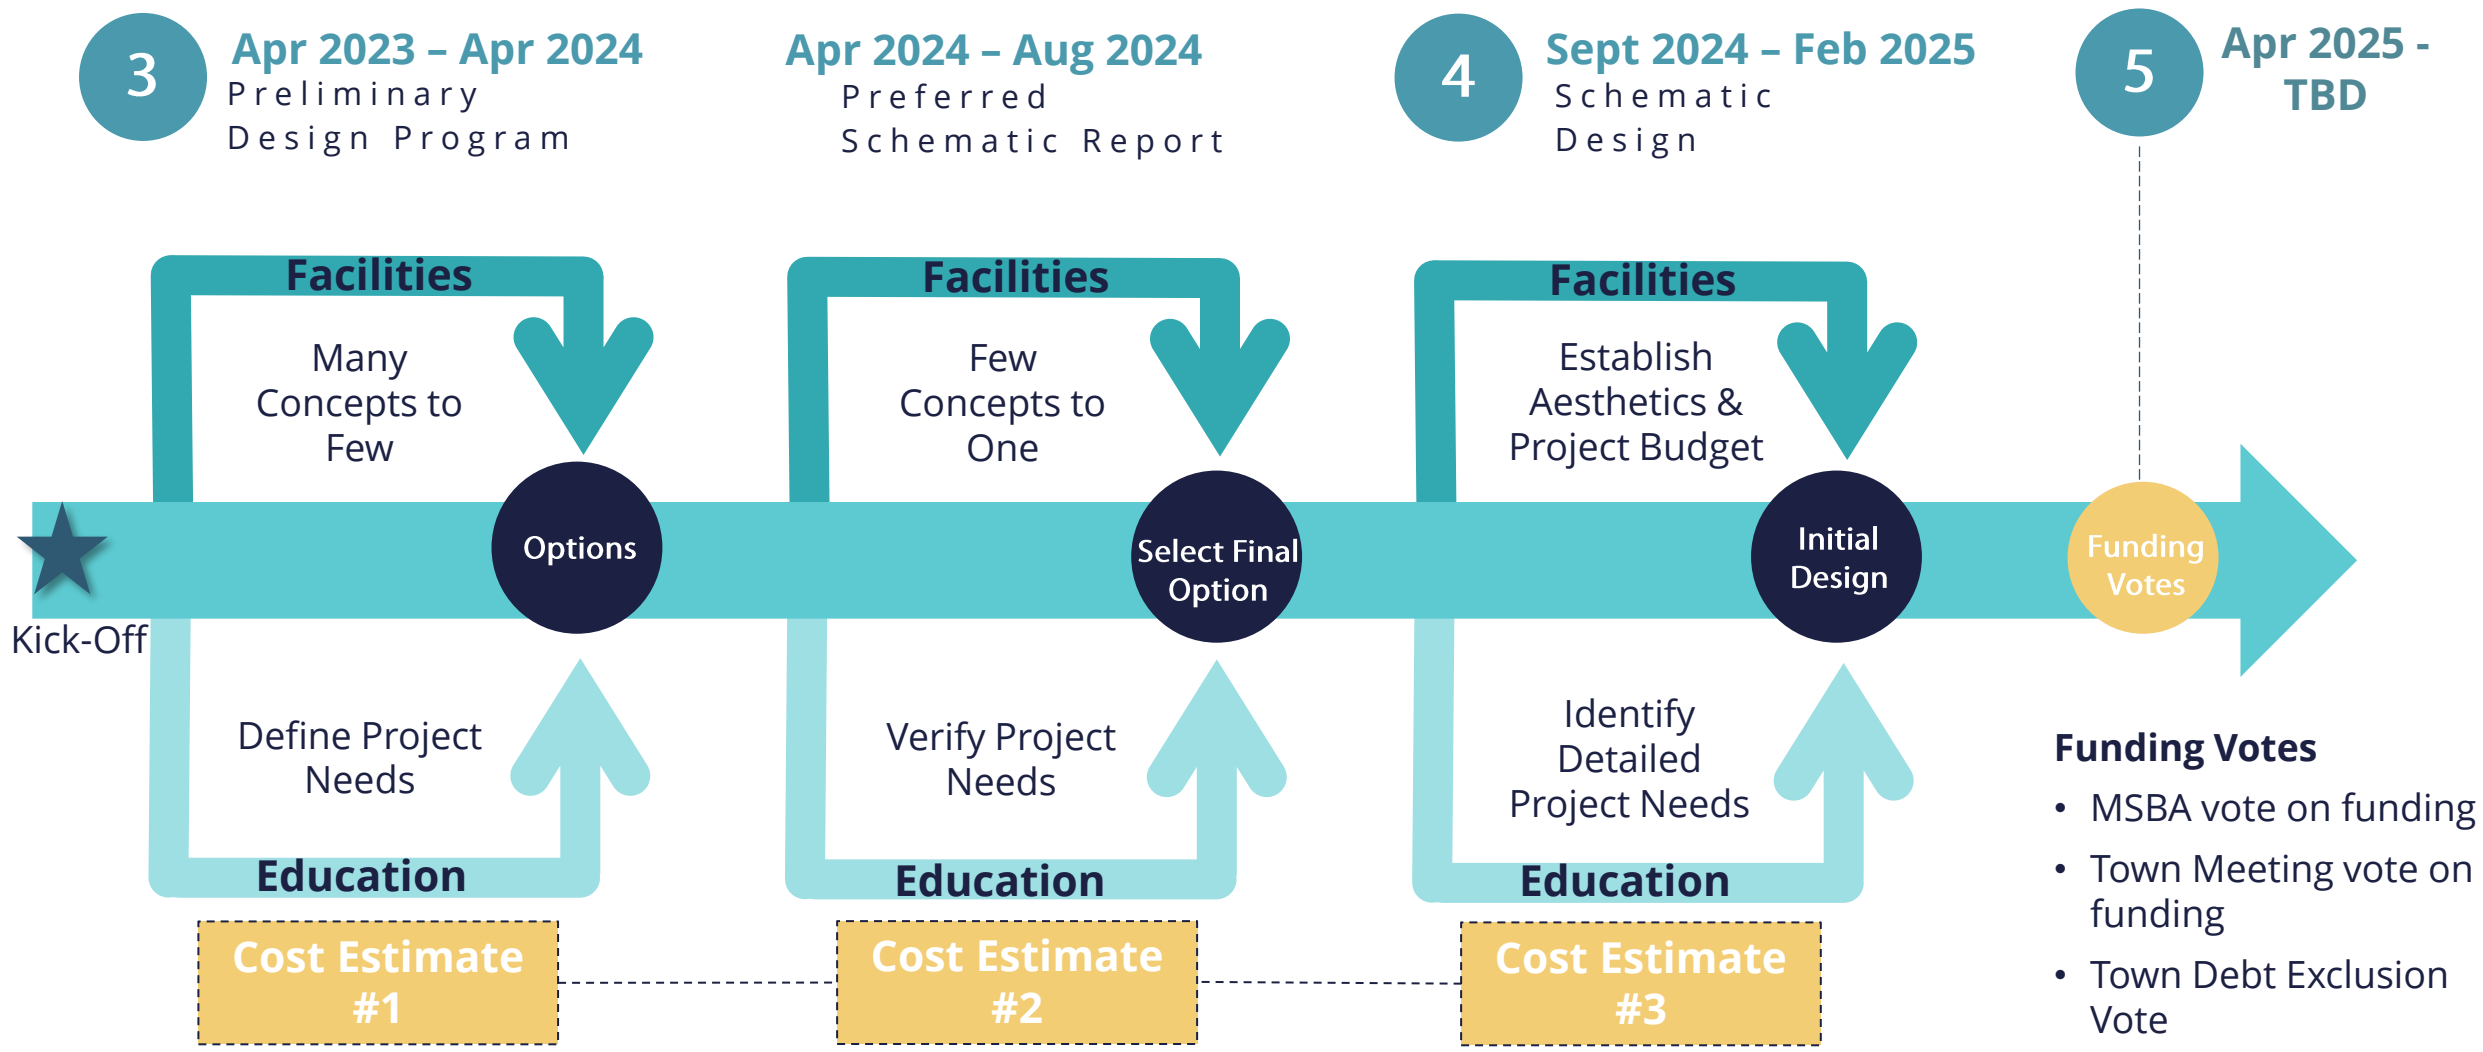 3
Apr 2023 – Apr 2024
Preliminary
Design Program
Apr 2024 – Aug 2024
Preferred
Schematic Report
4
Sept 2024 – Feb 2025
Schematic
Design
5
Apr 2025 -
TBD
Facilities
Many
Concepts to
Few
Facilities
Few
Concepts to
One
Facilities
Establish
Aesthetics &
Project Budget
Kick-Off
Options
Select Final
Option
Initial
Design
Funding
Votes
Define Project
Needs
Education
Verify Project
Needs
Education
Identify
Detailed
Project Needs
Education
Cost Estimate
#1
Cost Estimate
#2
Cost Estimate
#3
Funding Votes
• MSBA vote on funding
• Town Meeting vote on
funding
• Town Debt Exclusion
Vote